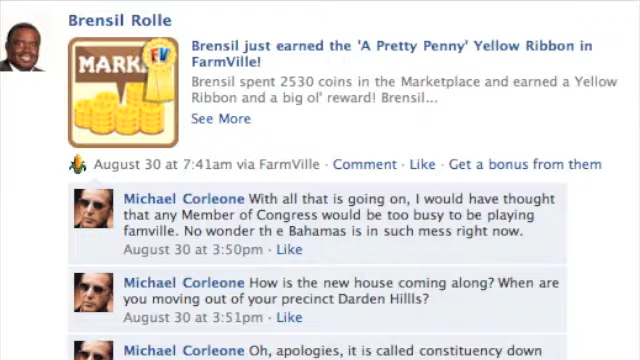 Brensil Rolle
MARK
FV
Brensil just earned the 'A Pretty Penny' Yellow Ribbon in
FarmVille!
Brensil spent 2530 coins in the Marketplace and earned a Yellow
Ribbon and a big ol' reward! Brensil...
See More
August 30 at 7:41am via FarmVille · Comment · Like · Get a bonus from them
Michael Corleone With all that is going on, I would have thought
that any Member of Congress would be too busy to be playing
famville. No wonder th e Bahamas is in such mess right now.
August 30 at 3:50pm · Like
Michael Corleone How is the new house coming along? When are
you moving out of your precinct Darden Hillls?
August 30 at 3:51pm · Like
Michael Corleone Oh, apologies, it is called constituency down